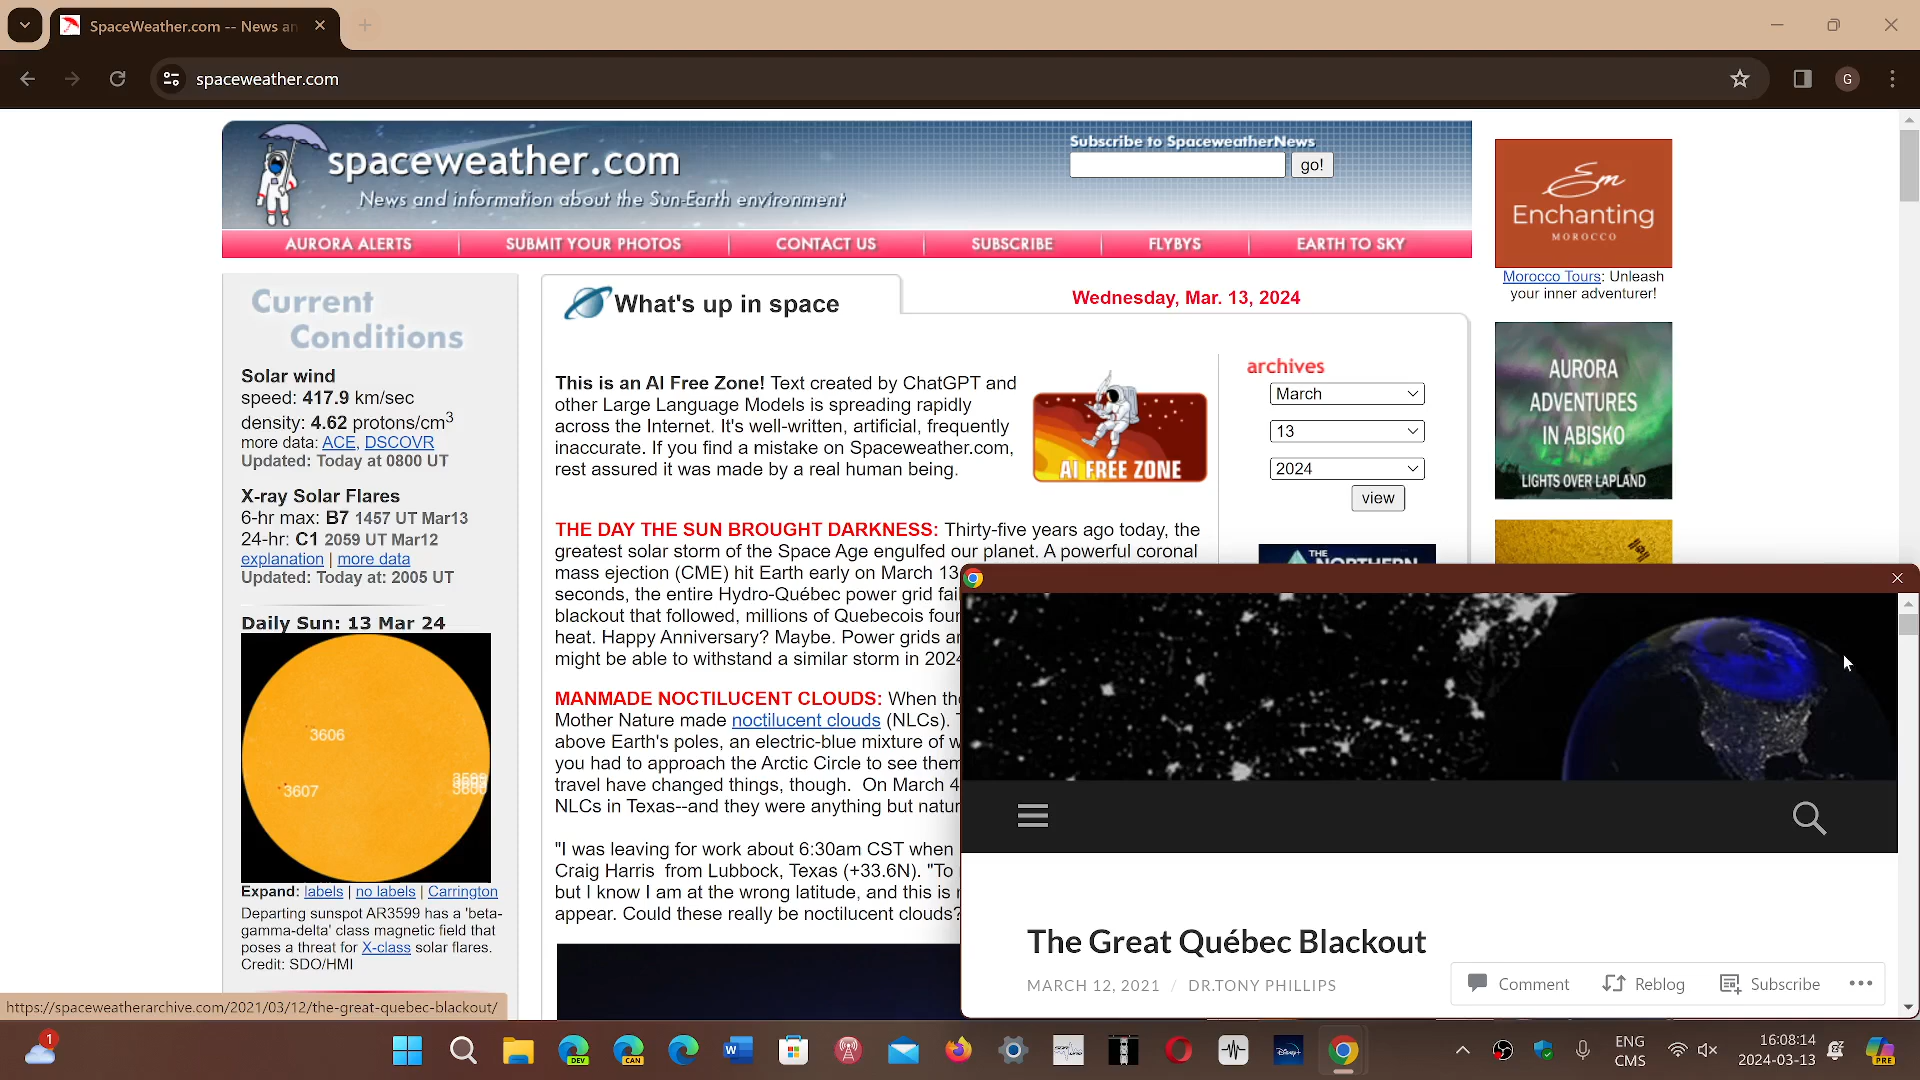 SpaceWeather.com -- News an
spaceweather.com
spaceweather.com
News and information about the Sun-Earth environment
Subscribe to SpaceweatherNews
go!
AURORA ALERTS
SUBMIT YOUR PHOTOS
CONTACT US
SUBSCRIBE
FLYBYS
EARTH TO SKY
Current
Conditions
Solar wind
speed: 417.9 km/sec
density: 4.62 protons/cm3
more data: ACE, DSCOVR
Updated: Today at 0800 UT
X-ray Solar Flares
6-hr max: B7 1457 UT Mar13
24-hr: C1 2059 UT Mar12
explanation | more data
Updated: Today at: 2005 UT
Daily Sun: 13 Mar 24
3606
3607
Expand: labels | no labels | Carrington
Departing sunspot AR3599 has a 'beta-
gamma-delta' class magnetic field that
poses a threat for X-class solar flares.
Credit: SDO/HMI
https://spaceweatherarchive.com/2021/03/12/the-great-quebec-blackout/
What's up in space
Wednesday, Mar. 13, 2024
This is an AI Free Zone! Text created by ChatGPT and
other Large Language Models is spreading rapidly
across the Internet. It's well-written, artificial, frequently
inaccurate. If you find a mistake on Spaceweather.com,
rest assured it was made by a real human being.
AI FREE ZONE
THE DAY THE SUN BROUGHT DARKNESS: Thirty-five years ago today, the
greatest solar storm of the Space Age engulfed our planet. A powerful coronal
mass ejection (CME) hit Earth early on March 13
seconds, the entire Hydro-Québec power grid fai
blackout that followed, millions of Quebecois four
heat. Happy Anniversary? Maybe. Power grids ar
might be able to withstand a similar storm in 2024
MANMADE NOCTILUCENT CLOUDS: When the
Mother Nature made noctilucent clouds (NLCs). T
above Earth's poles, an electric-blue mixture of w
you had to approach the Arctic Circle to see them
travel have changed things, though. On March 4
NLCs in Texas--and they were anything but natur
"I was leaving for work about 6:30am CST when
Craig Harris from Lubbock, Texas (+33.6N). "To
but I know I am at the wrong latitude, and this is r
appear. Could these really be noctilucent clouds?
archives
March
13
2024
view
THE
NORTHERN
Em
Enchanting
MOROCCO
Morocco Tours: Unleash
your inner adventurer!
AURORA
ADVENTURES
IN ABISKO
LIGHTS OVER LAPLAND
The Great Québec Blackout
MARCH 12, 2021 / DR.TONY PHILLIPS
Comment
Reblog
Subscribe
1
DEV
CAN
W
Disney+
ENG
CMS
16:08:14
2024-03-13
PRE
G